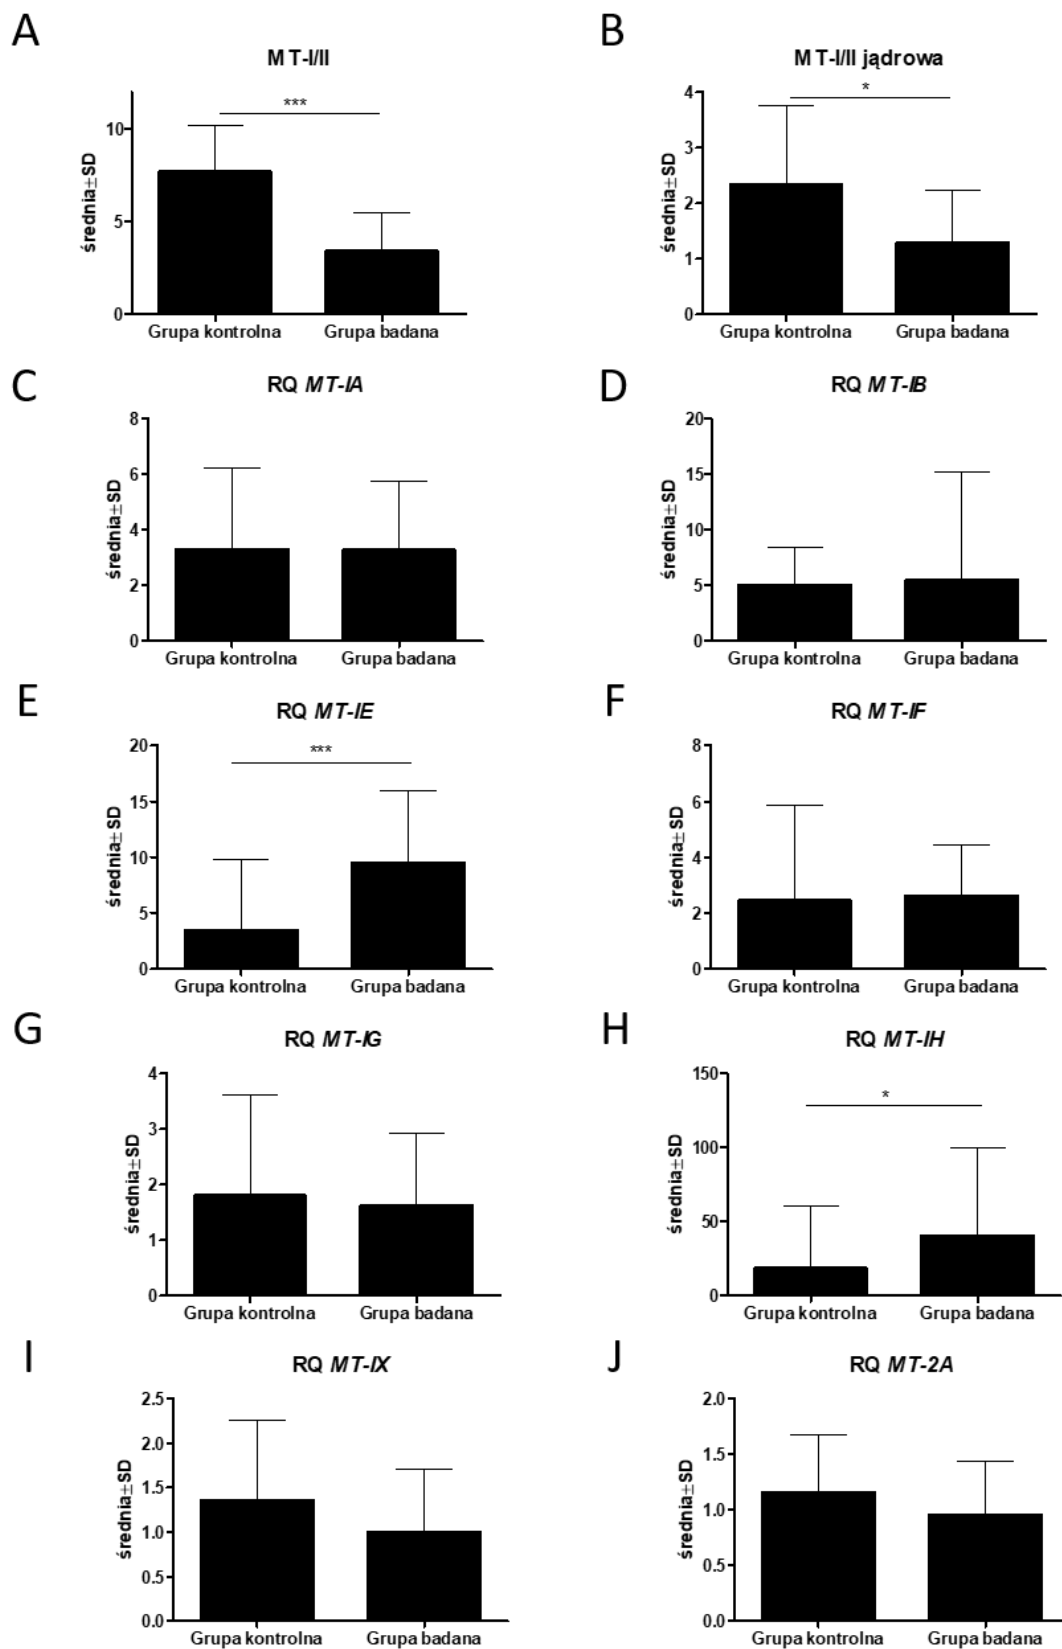 A
MT-I/II
***
średnia±SD
10
5
0
Grupa kontrolna Grupa badana
B
MT-I/II jądrowa
*
średnia±SD
4
3
2
1
0
Grupa kontrolna Grupa badana
C
RQ MT-IA
średnia±SD
8
6
4
2
0
Grupa kontrolna Grupa badana
D
RQ MT-IB
średnia±SD
20
15
10
5
0
Grupa kontrolna Grupa badana
E
RQ MT-IE
***
średnia±SD
20
15
10
5
0
Grupa kontrolna Grupa badana
F
RQ MT-IF
średnia±SD
8
6
4
2
0
Grupa kontrolna Grupa badana
G
RQ MT-IG
średnia±SD
4
3
2
1
0
Grupa kontrolna Grupa badana
H
RQ MT-IH
*
średnia±SD
150
100
50
0
Grupa kontrolna Grupa badana
I
RQ MT-IX
średnia±SD
2.5
2.0
1.5
1.0
0.5
0.0
Grupa kontrolna Grupa badana
J
RQ MT-2A
średnia±SD
2.0
1.5
1.0
0.5
0.0
Grupa kontrolna Grupa badana